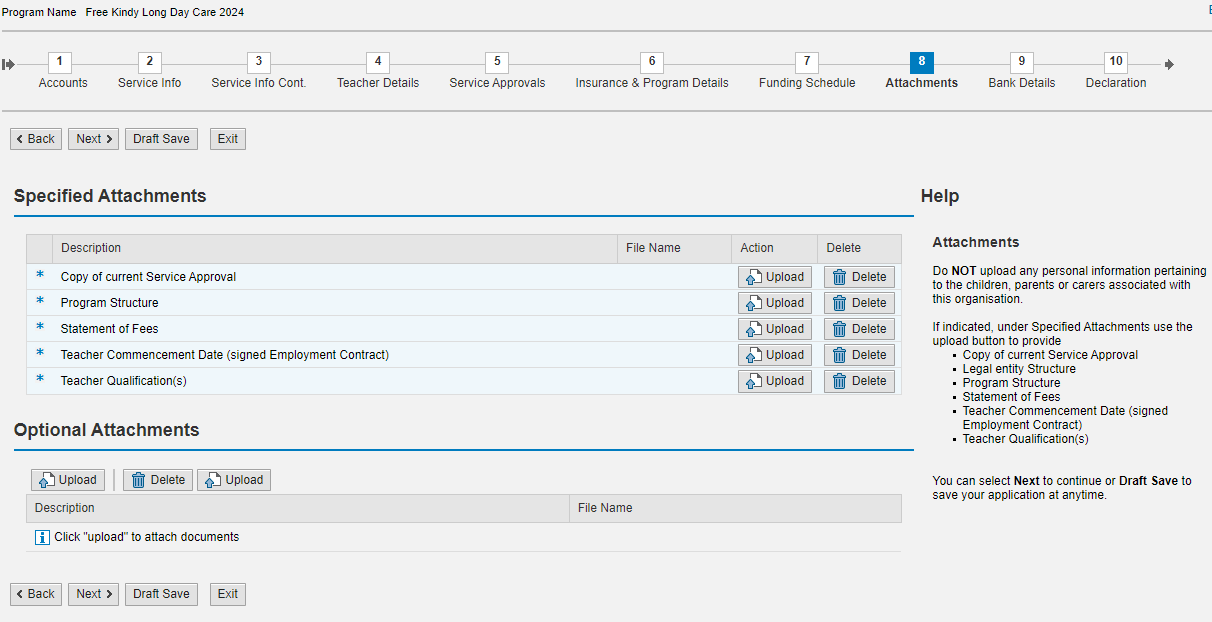 Program Name Free Kindy Long Day Care 2024
1 2 3 4 5 6 7 8 9 10
Accounts Service Info Service Info Cont. Teacher Details Service Approvals Insurance & Program Details Funding Schedule Attachments Bank Details Declaration
Back Next Draft Save Exit
Specified Attachments
Description File Name Action Delete
* Copy of current Service Approval Upload Delete
* Program Structure Upload Delete
* Statement of Fees Upload Delete
* Teacher Commencement Date (signed Employment Contract) Upload Delete
* Teacher Qualification(s) Upload Delete
Optional Attachments
Upload Delete Upload
Description File Name
Click "upload" to attach documents
Back Next Draft Save Exit
Help
Attachments
Do NOT upload any personal information pertaining
to the children, parents or carers associated with
this organisation.
If indicated, under Specified Attachments use the
upload button to provide
▪ Copy of current Service Approval
▪ Legal entity Structure
▪ Program Structure
▪ Statement of Fees
▪ Teacher Commencement Date (signed
Employment Contract)
▪ Teacher Qualification(s)
You can select Next to continue or Draft Save to
save your application at anytime.